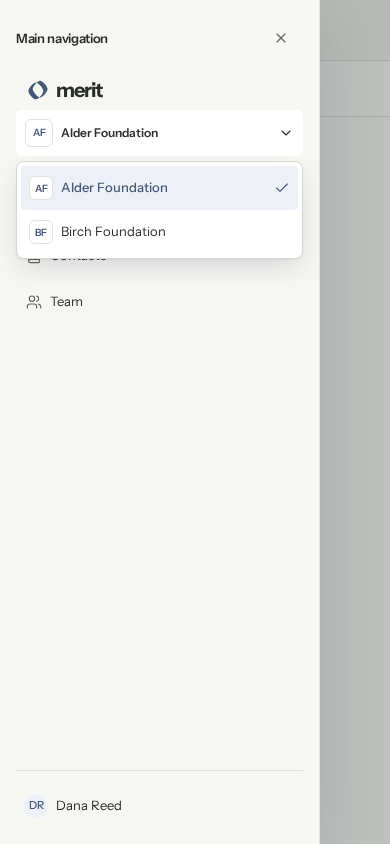 Main navigation
merit
AF Alder Foundation
AF Alder Foundation
BF Birch Foundation
Team
DR Dana Reed